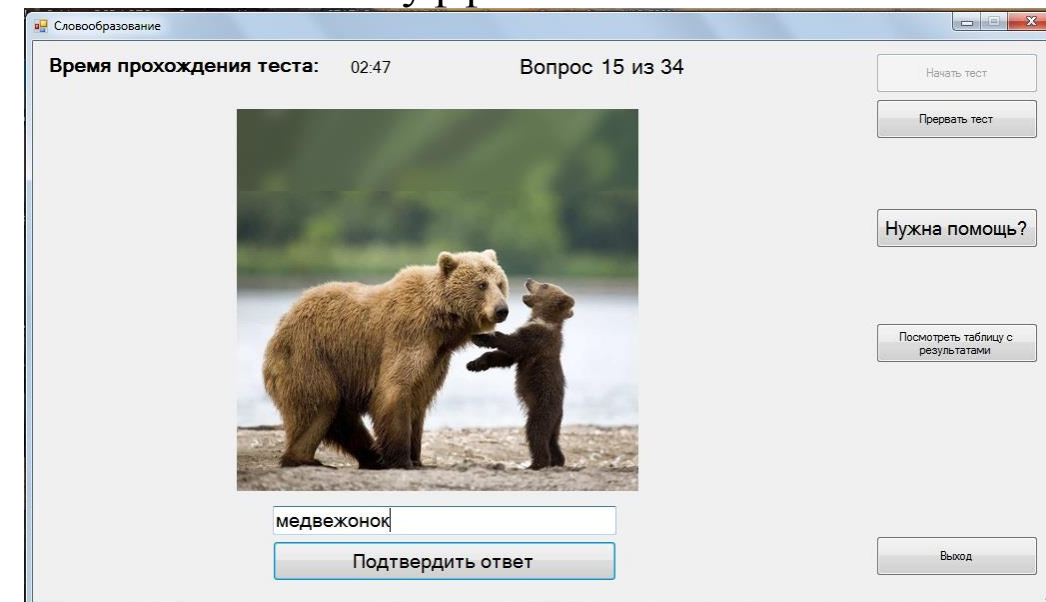 Словообразование
Время прохождения теста: 02:47 Вопрос 15 из 34
Начать тест
Прервать тест
Нужна помощь?
Посмотреть таблицу с
результатами
медвежонок
Подтвердить ответ
Выход